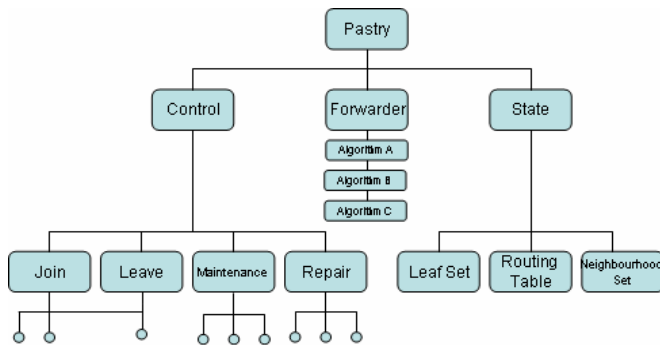 Pastry
Control
Forwarder
State
Algorithm A
Algorithm B
Algorithm C
Join
Leave
Maintenance
Repair
Leaf Set
Routing
Table
Neighbourhood
Set